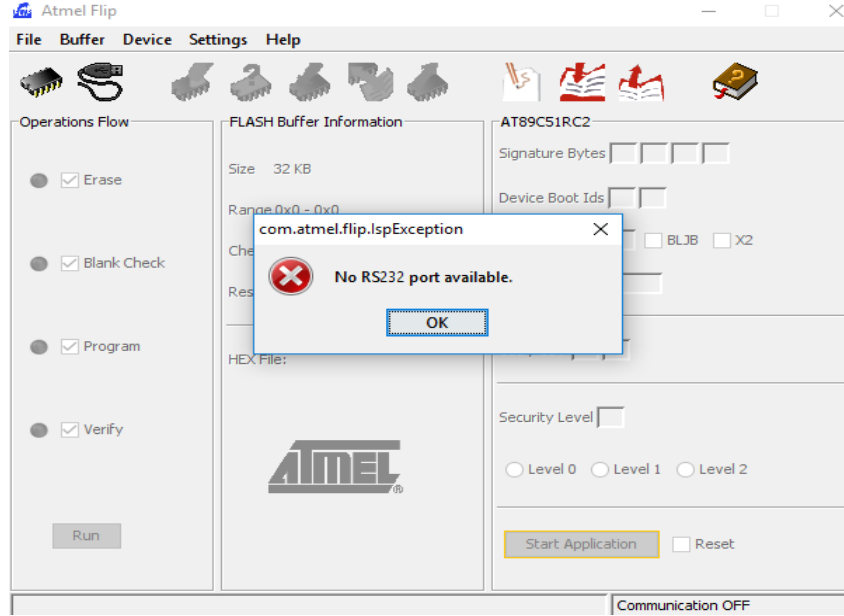 Atmel Flip
File Buffer Device Settings Help
Operations Flow
Erase
Blank Check
Program
Verify
Run
FLASH Buffer Information
Size 32 KB
Range 0x0 - 0x0
Che
Res
HEX File:
ATMEL
®
com.atmel.flip.IspException
No RS232 port available.
OK
AT89C51RC2
Signature Bytes
Device Boot Ids
BLJB X2
Security Level
Level 0 Level 1 Level 2
Start Application Reset
Communication OFF